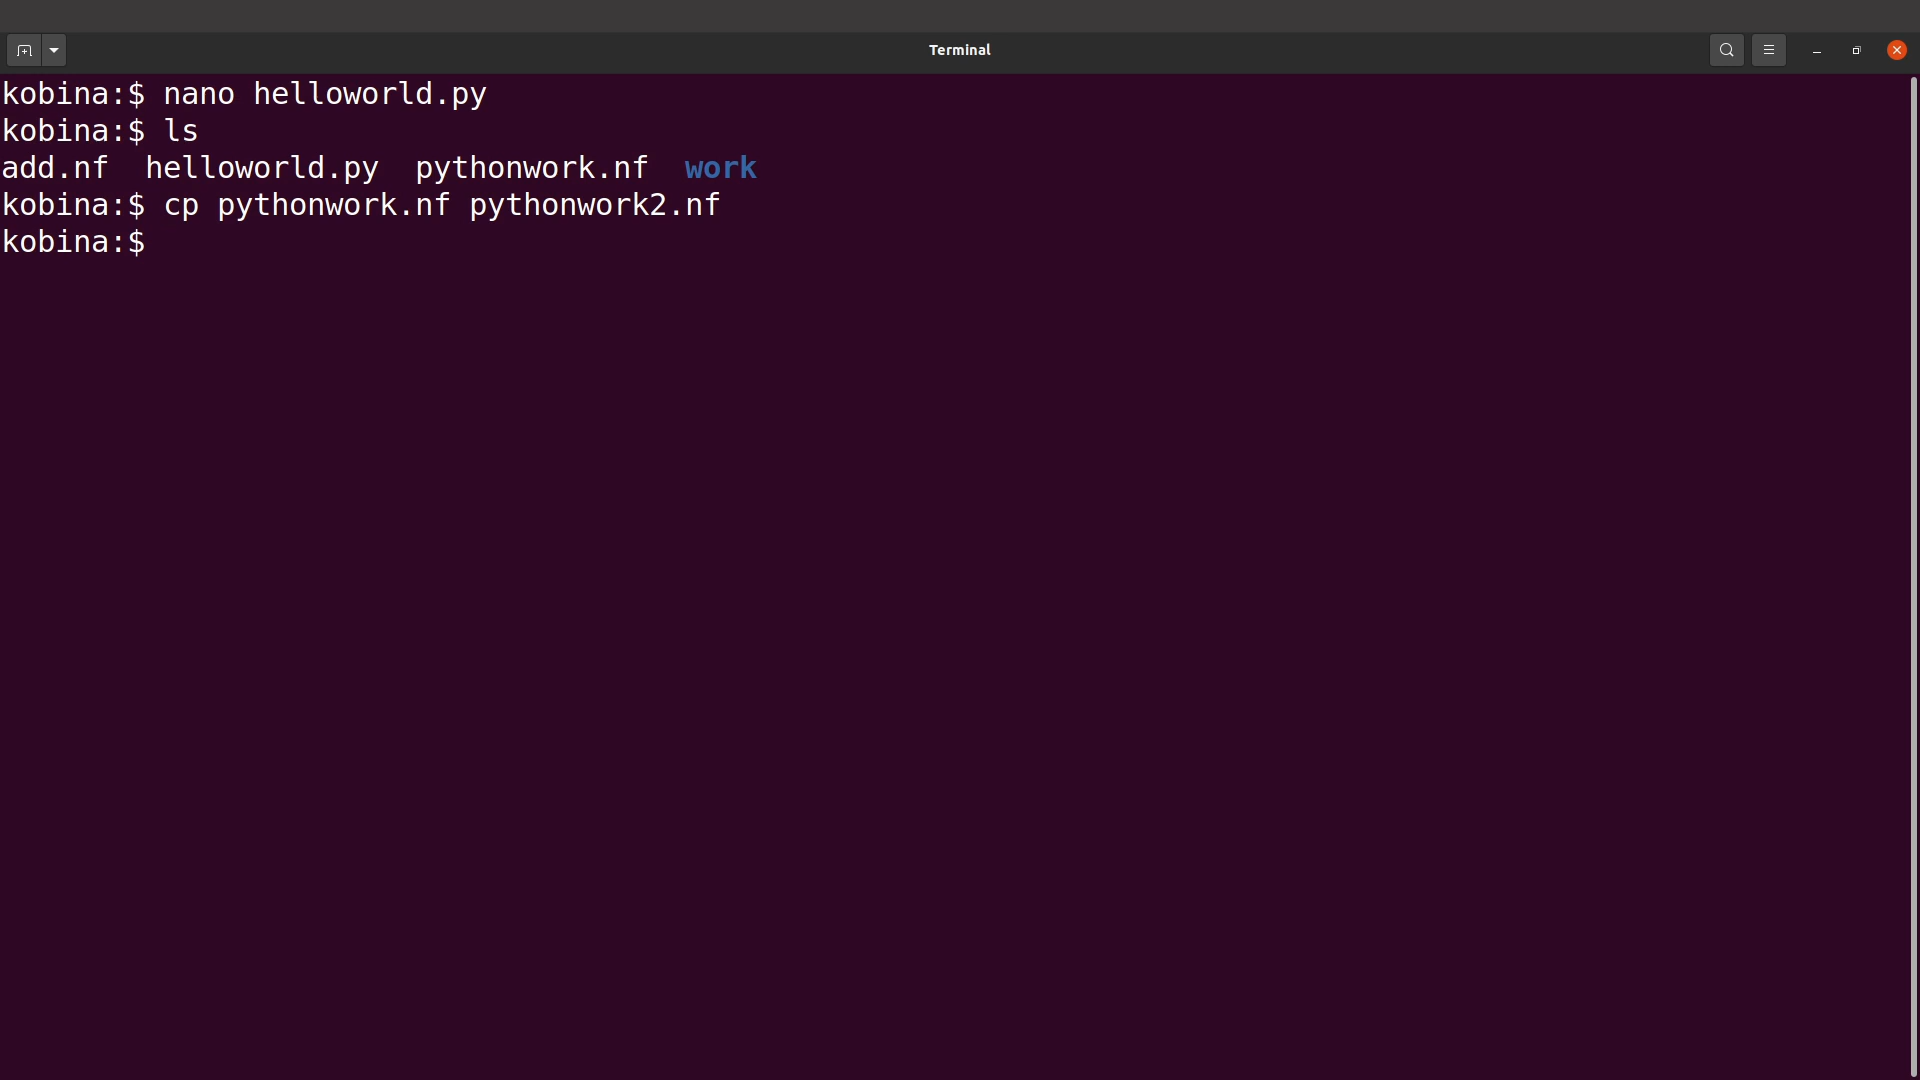 Terminal
kobina:$ nano helloworld.py
kobina:$ ls
add.nf  helloworld.py  pythonwork.nf  work
kobina:$ cp pythonwork.nf pythonwork2.nf
kobina:$